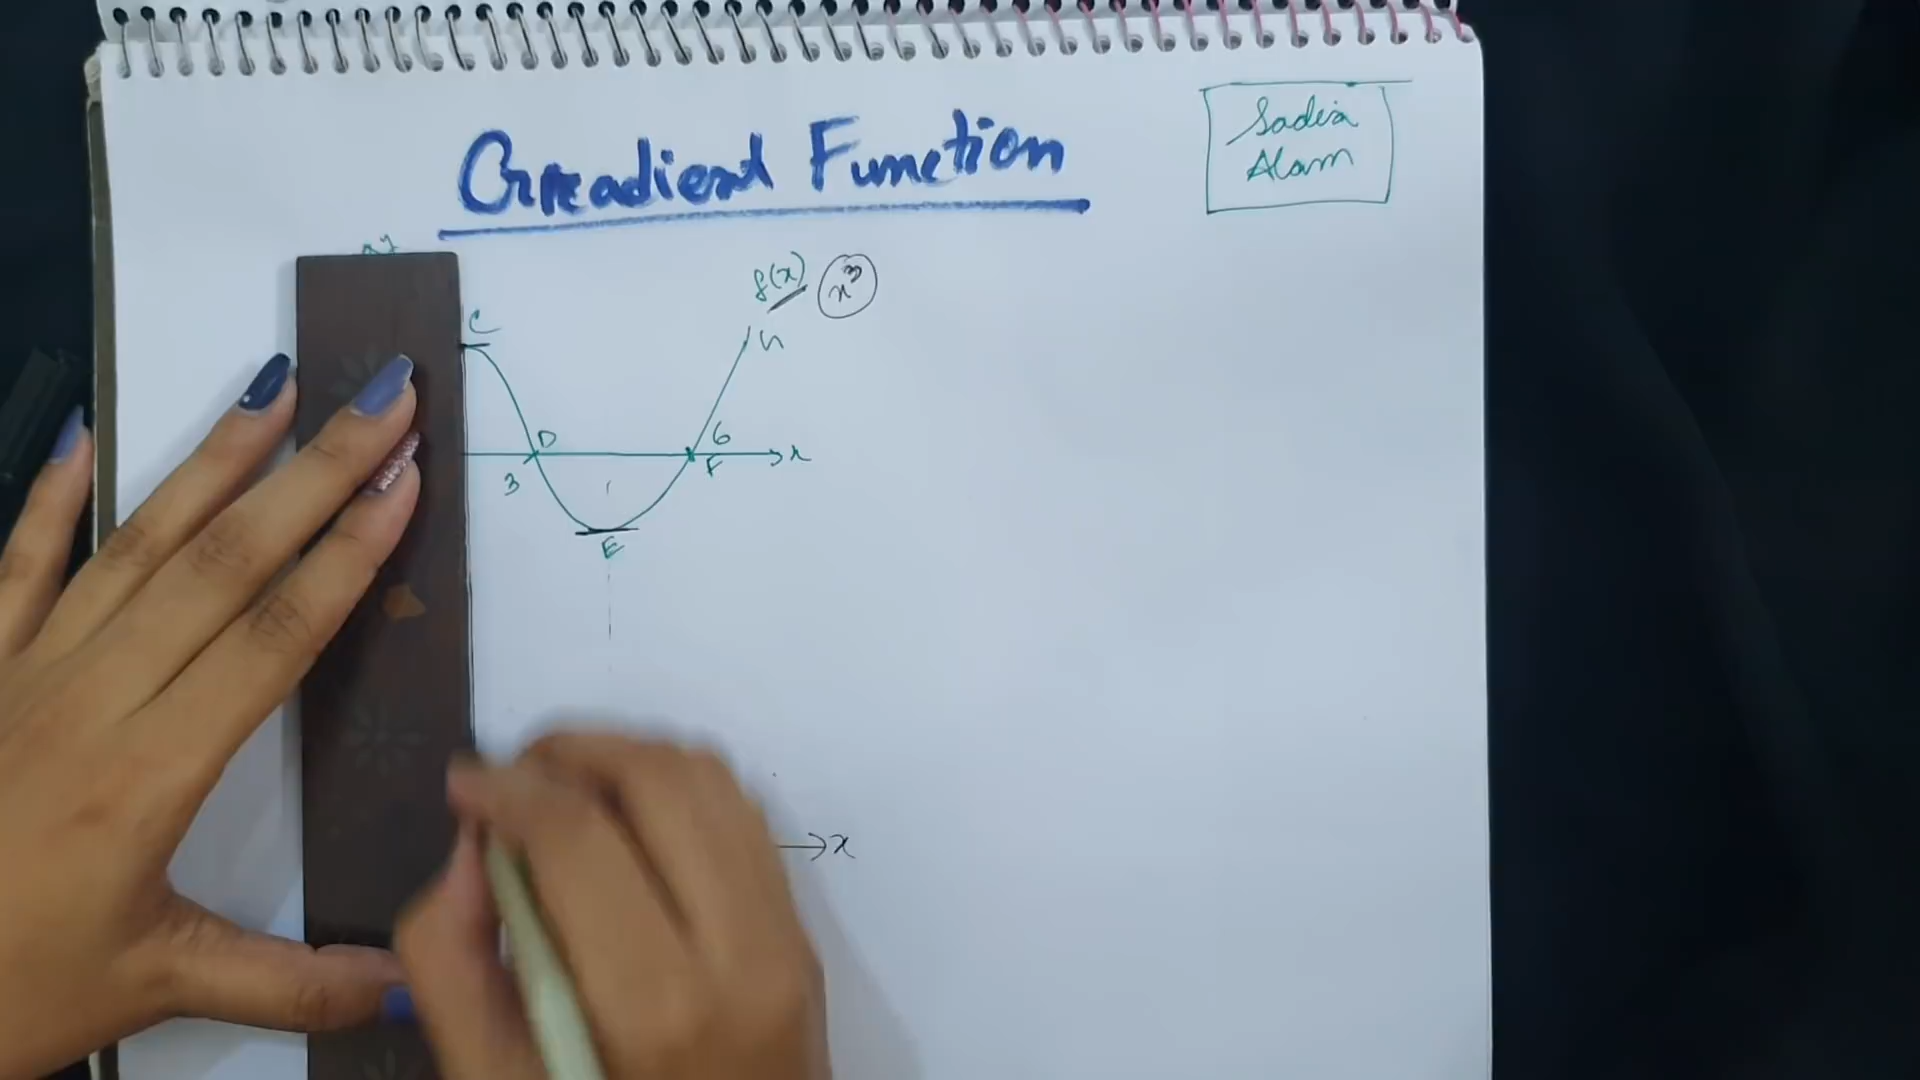 Gradient Function
Sadia
Alam
f(x) x³
C
D
6
x
3
F
E
x